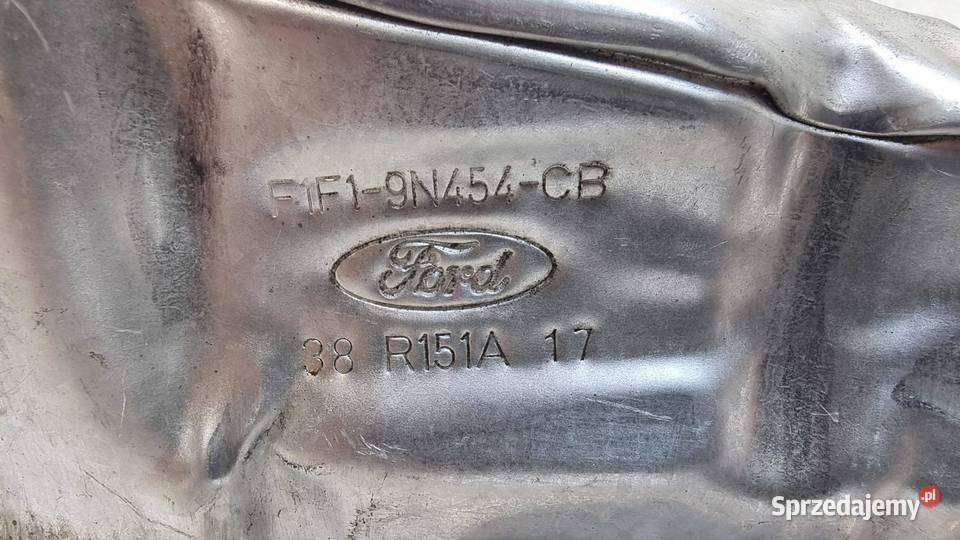 F1F1-9N454-CB
Ford
38 R151A 17
Sprzedajemy.pl